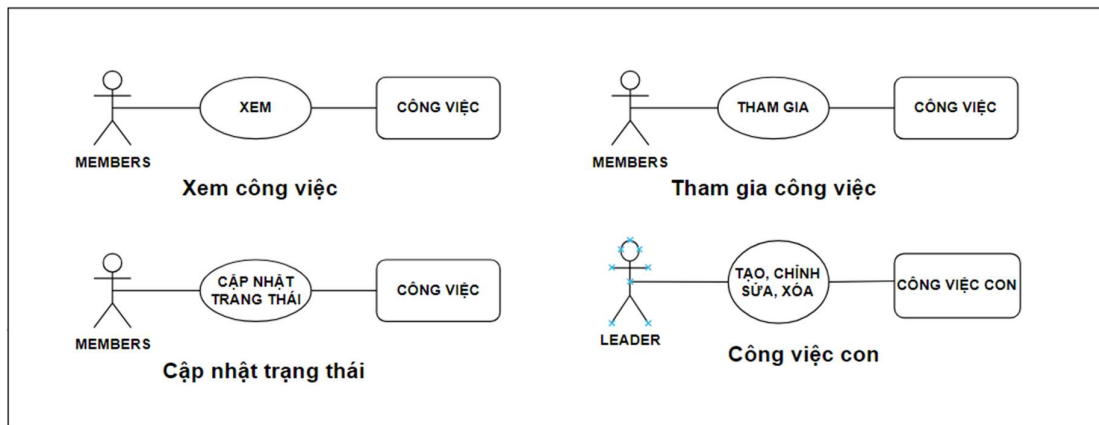 XEM
CÔNG VIỆC
MEMBERS
Xem công việc
THAM GIA
CÔNG VIỆC
MEMBERS
Tham gia công việc
CẬP NHẬT
TRANG THÁI
CÔNG VIỆC
MEMBERS
Cập nhật trạng thái
TẠO, CHỈNH
SỬA, XÓA
CÔNG VIỆC CON
LEADER
Công việc con